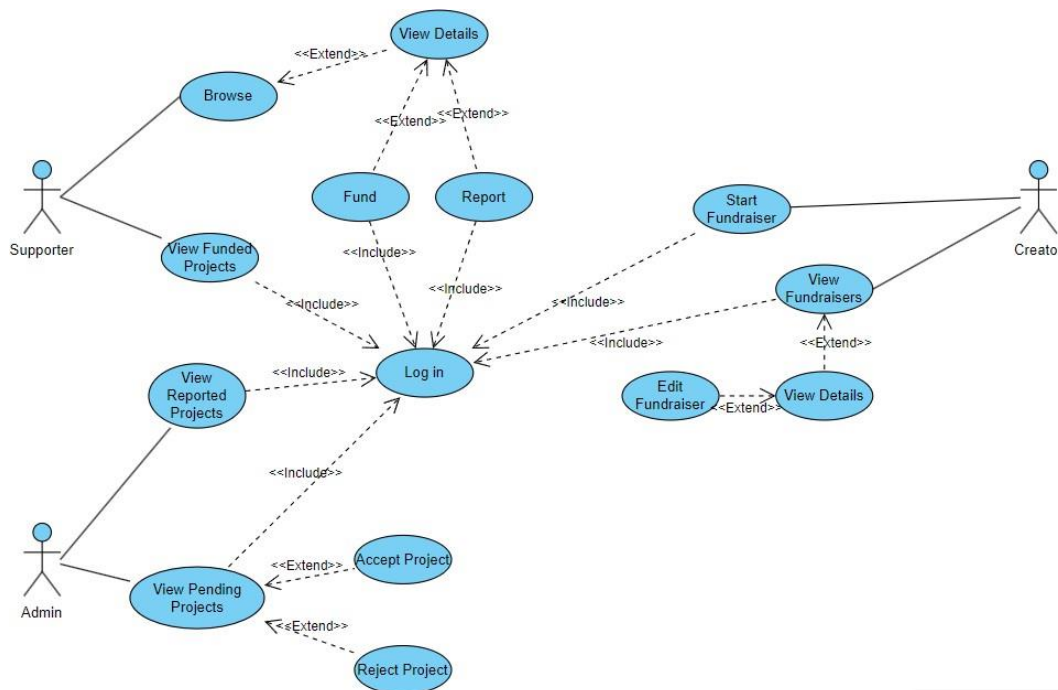 View Details
<<Extend>>
Browse
<<Extend>>
<<Extend>>
Fund
Report
Start
Fundraiser
Supporter
View Funded
Projects
<<Include>>
<<Include>>
Creato
View
Fundraisers
<<Include>>
<<Include>>
<<Include>>
<<Extend>>
View
Reported
Projects
<<Include>>
Log in
Edit
Fundraiser
<<Extend>>
View Details
<<Include>>
Admin
View Pending
Projects
<<Extend>>
Accept Project
<<Extend>>
Reject Project